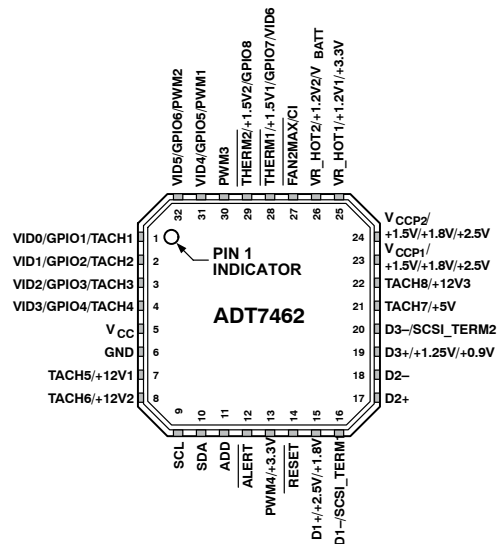 VID5/GPIO6/PWM2
VID4/GPIO5/PWM1
PWM3
THERM2/+1.5V2/GPIO8
THERM1/+1.5V1/GPIO7/VID6
FAN2MAX/CI
VR_HOT2/+1.2V2/VBATT
VR_HOT1/+1.2V1/+3.3V
32 31 30 29 28 27 26 25
VID0/GPIO1/TACH1 1
VID1/GPIO2/TACH2 2
VID2/GPIO3/TACH3 3
VID3/GPIO4/TACH4 4
VCC 5
GND 6
TACH5/+12V1 7
TACH6/+12V2 8
PIN 1
INDICATOR
ADT7462
24 VCCP2/
+1.5V/+1.8V/+2.5V
23 VCCP1/
+1.5V/+1.8V/+2.5V
22 TACH8/+12V3
21 TACH7/+5V
20 D3–/SCSI_TERM2
19 D3+/+1.25V/+0.9V
18 D2–
17 D2+
9 10 11 12 13 14 15 16
SCL
SDA
ADD
ALERT
PWM4/+3.3V
RESET
D1+/+2.5V/+1.8V
D1–/SCSI_TERM1